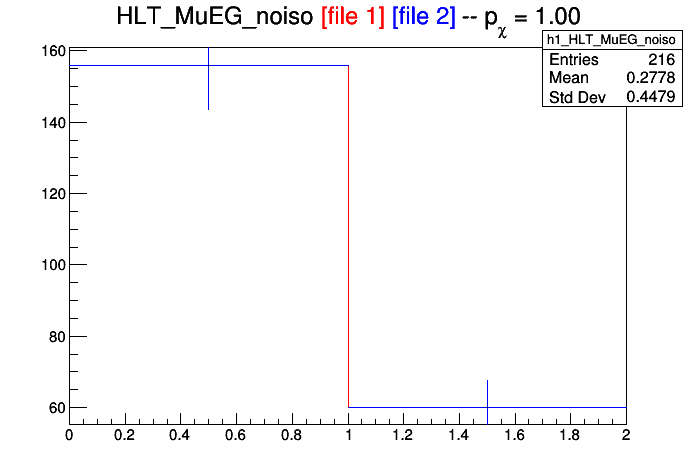 HLT_MuEG_noiso [file 1] [file 2] -- pχ = 1.00
h1_HLT_MuEG_noiso
Entries 216
Mean 0.2778
Std Dev 0.4479
160
140
120
100
80
60
0 0.2 0.4 0.6 0.8 1 1.2 1.4 1.6 1.8 2